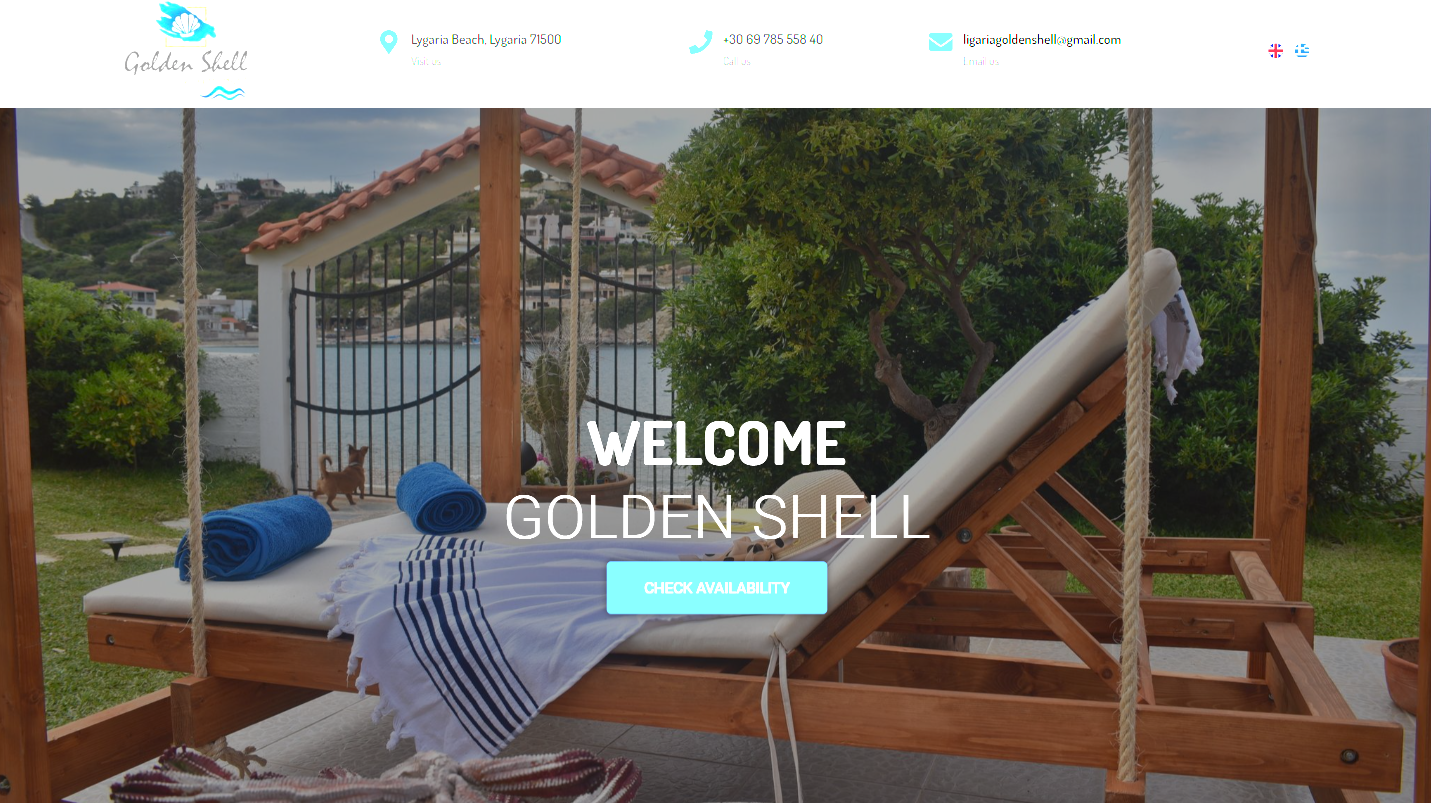 Golden Shell
Lygaria Beach, Lygaria 71500
Visit us
+30 69 785 558 40
Call us
ligariagoldenshell@gmail.com
Email us
WELCOME
GOLDEN SHELL
CHECK AVAILABILITY